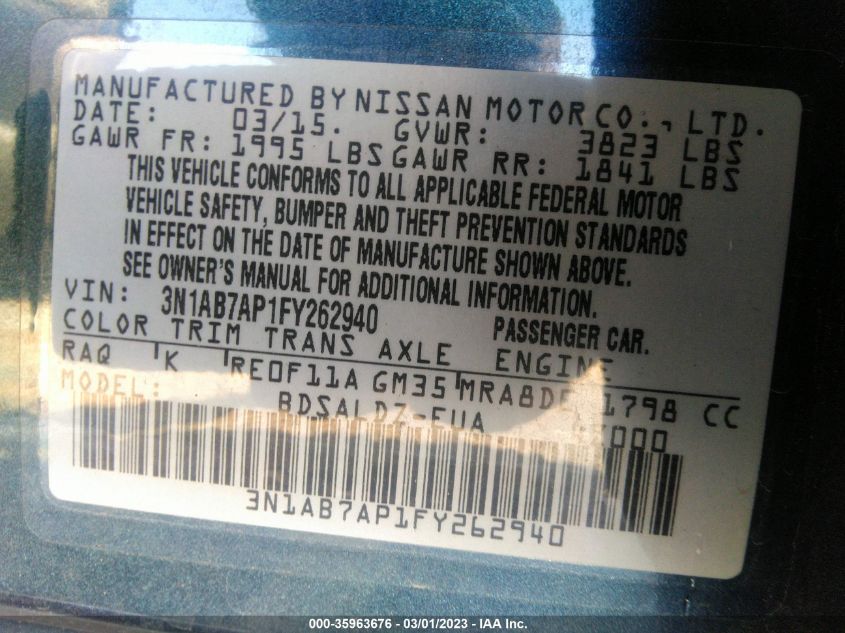 MANUFACTURED BY NISSAN MOTOR CO., LTD.
DATE: 03/15. GVWR: 3823 LBS
GAWR FR: 1995 LBS GAWR RR: 1841 LBS
THIS VEHICLE CONFORMS TO ALL APPLICABLE FEDERAL MOTOR
VEHICLE SAFETY, BUMPER AND THEFT PREVENTION STANDARDS
IN EFFECT ON THE DATE OF MANUFACTURE SHOWN ABOVE.
SEE OWNER'S MANUAL FOR ADDITIONAL INFORMATION.
VIN: 3N1AB7AP1FY262940 PASSENGER CAR.
COLOR TRIM TRANS AXLE ENGINE
RAQ K RE0F11A GM35 1798 CC
MODEL: BDSALDZ-EUA
3N1AB7AP1FY262940
000-35963676 / 03/01/2023 - IAA Inc.